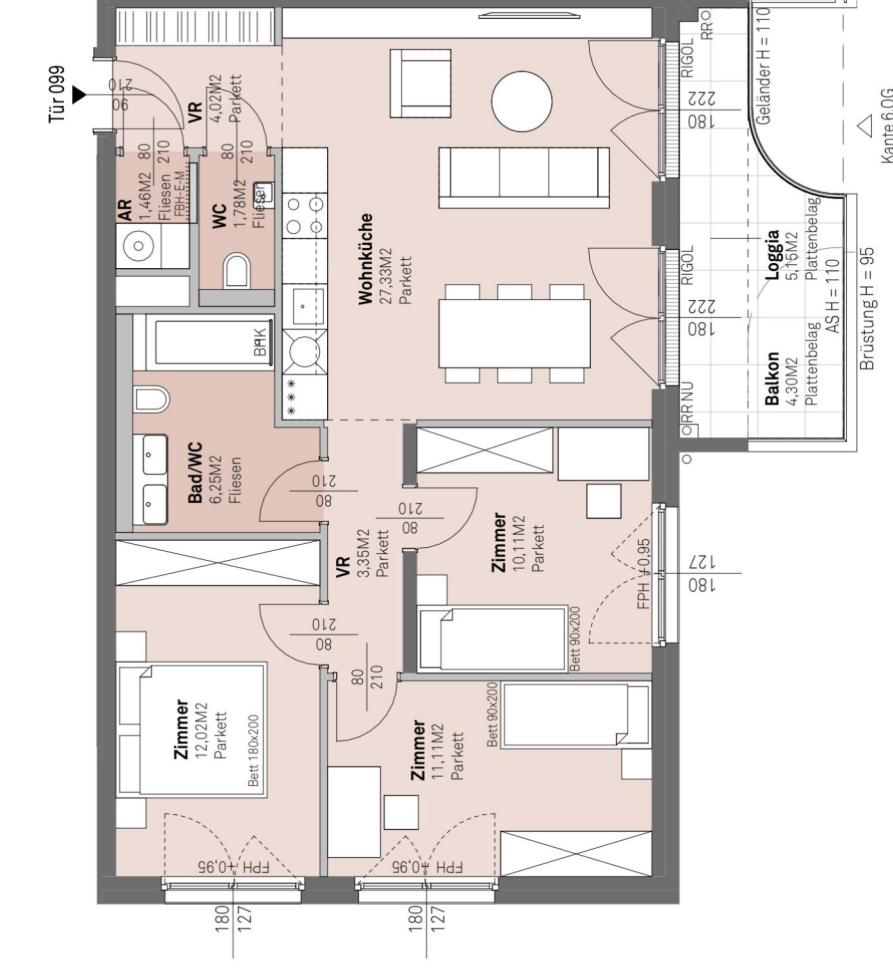 Tür 099
90
210
VR
4,02M2
Parkett
80
210
80
210
AR
1,46M2
Fliesen
FBH-E-M
WC
1,78M2
Fliesen
Wohnküche
27,33M2
Parkett
BHK
Bad/WC
6,25M2
Fliesen
80
210
VR
3,35M2
Parkett
80
210
80
210
80
210
Zimmer
10,11M2
Parkett
Bett 90x200
FPH +0,95
180
127
Zimmer
12,02M2
Parkett
Bett 180x200
FPH +0,95
180
127
Zimmer
11,11M2
Parkett
Bett 90x200
FPH +0,95
180
127
RIGOL
180
222
RIGOL
180
222
RR
RR NU
Geländer H = 110
Loggia
5,15M2
Plattenbelag
AS H = 110
Balkon
4,30M2
Plattenbelag
Brüstung H = 95
Kante 6.OG